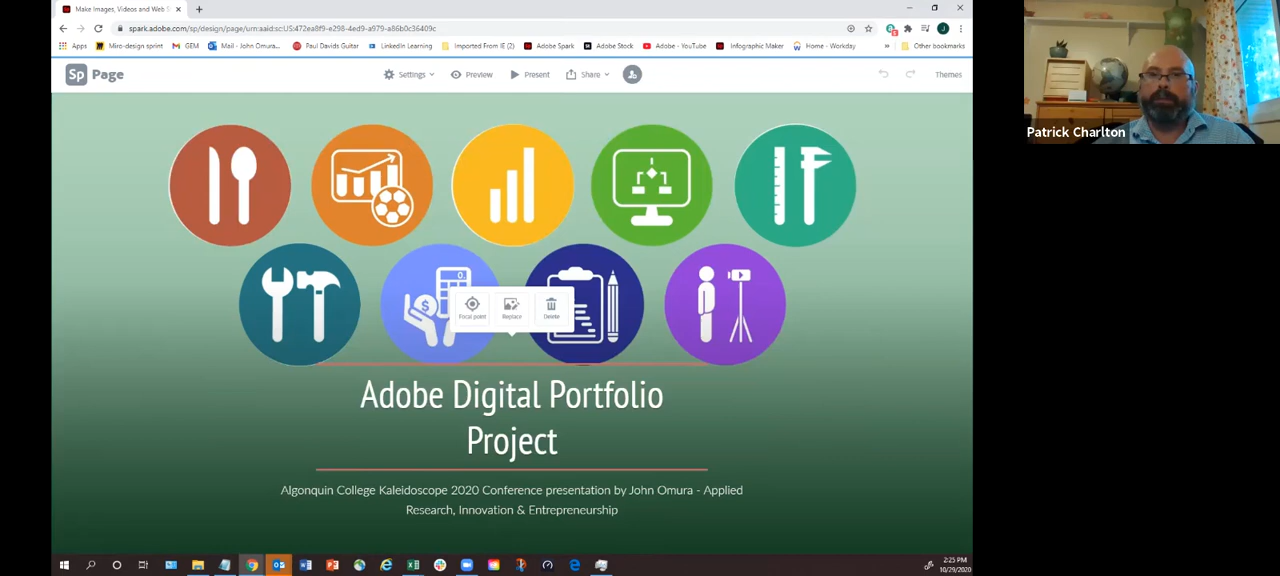 Make Images, Videos and Web S
spark.adobe.com/sp/design/page/urn:aaid:sc:US:472ea8f9-e298-4ed9-a979-a86b0c36409c
Apps Miro-design sprint GEM Mail - John Omura... Paul Davids Guitar LinkedIn Learning Imported From IE (2) Adobe Spark Adobe Stock Adobe - YouTube Infographic Maker Home - Workday » Other bookmarks
Sp Page Settings Preview Present Share Themes
Patrick Charlton
Focal point Replace Delete
Adobe Digital Portfolio
Project
Algonquin College Kaleidoscope 2020 Conference presentation by John Omura - Applied
Research, Innovation & Entrepreneurship
2:25 PM
10/29/2020